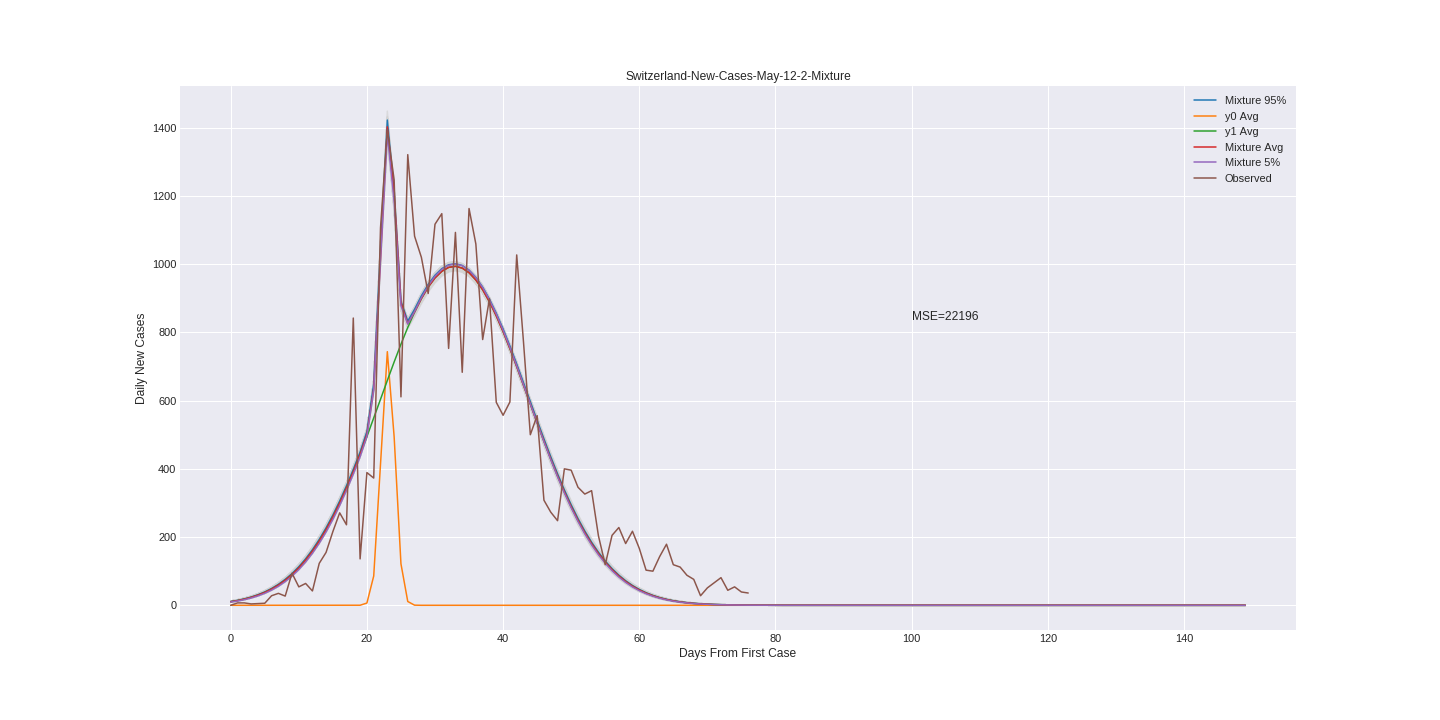 Switzerland-New-Cases-May-12-2-Mixture
Mixture 95%
y0 Avg
y1 Avg
Mixture Avg
Mixture 5%
Observed
MSE=22196
Daily New Cases
1400
1200
1000
800
600
400
200
0
0 20 40 60 80 100 120 140
Days From First Case